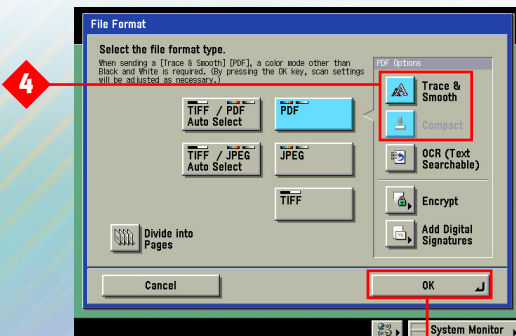 File Format
Select the file format type.
When sending a [Trace & Smooth] [PDF], a color mode other than
Black and White is required. (By pressing the OK key, scan settings
will be adjusted as necessary.)
PDF Options
4
Trace &
Smooth
TIFF / PDF
Auto Select
PDF
Compact
TIFF / JPEG
Auto Select
JPEG
OCR (Text
Searchable)
TIFF
Encrypt
Divide into
Pages
Add Digital
Signatures
Cancel
OK
System Monitor